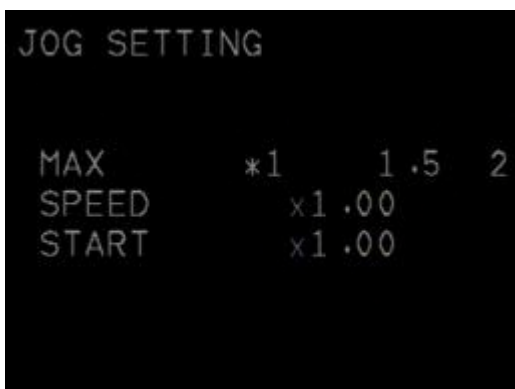 JOG SETTING
MAX *1 1.5 2
SPEED x1.00
START x1.00